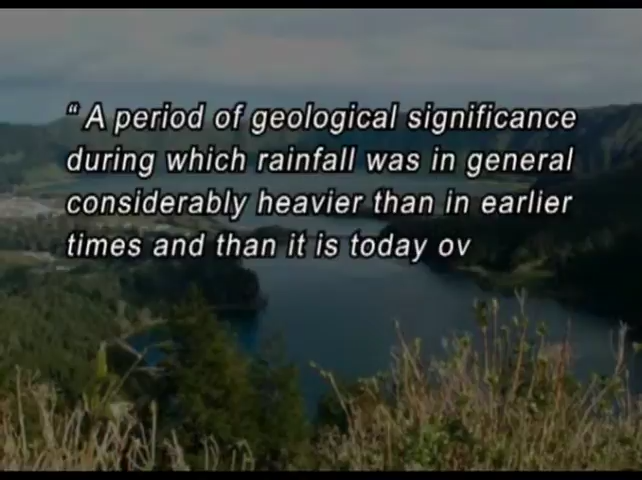 “ A period of geological significance
during which rainfall was in general
considerably heavier than in earlier
times and than it is today ov